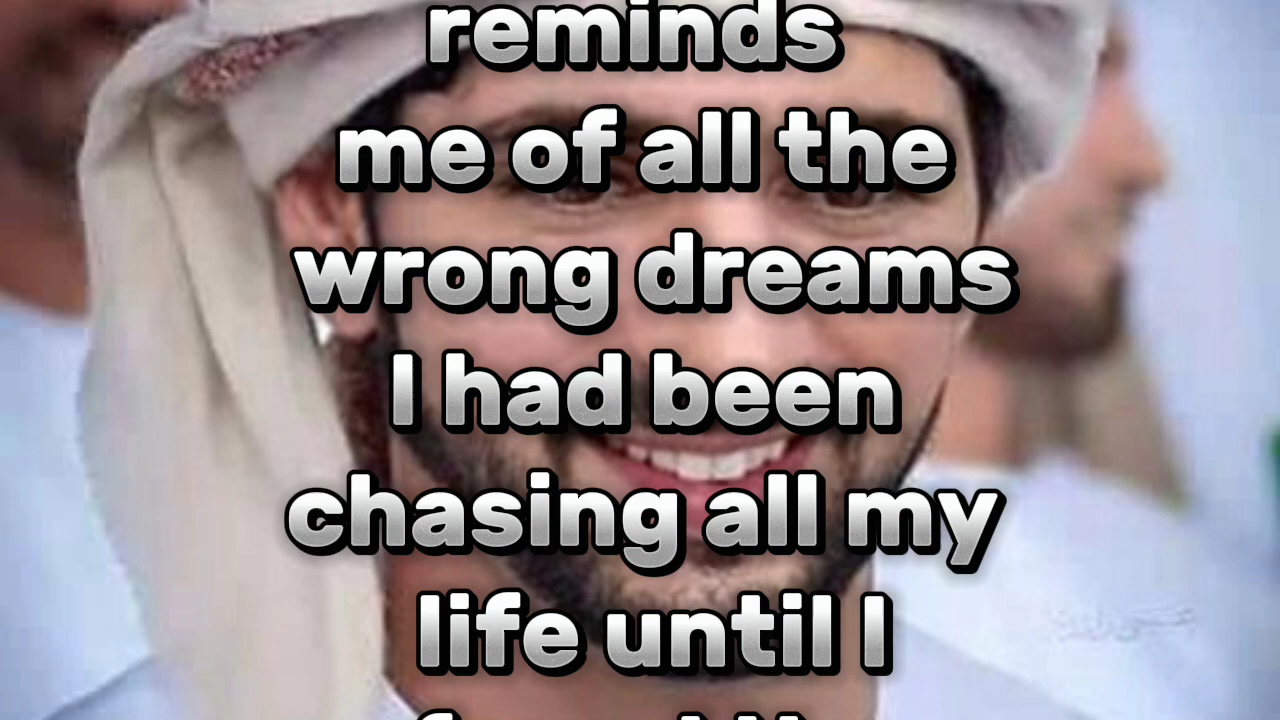 reminds
me of all the
wrong dreams
I had been
chasing all my
life until I